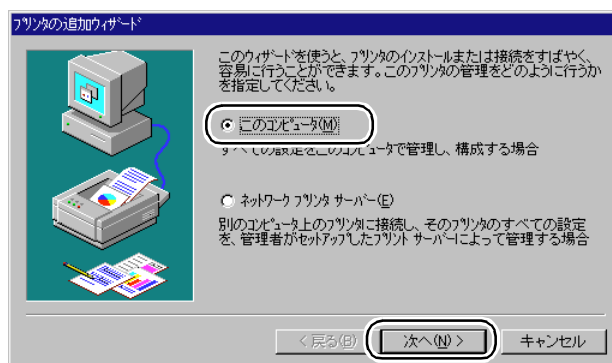 プリンタの追加ウィザード
このウィザードを使うと、プリンタのインストールまたは接続をすばやく、
容易に行うことができます。このプリンタの管理をどのように行うか
を指定してください。
このコンピュータ(M)
すべての設定をこのコンピュータで管理し、構成する場合
ネットワーク プリンタ サーバー(E)
別のコンピュータ上のプリンタに接続し、そのプリンタのすべての設定
を、管理者がセットアップしたプリント サーバーによって管理する場合
< 戻る(B)
次へ(N) >
キャンセル